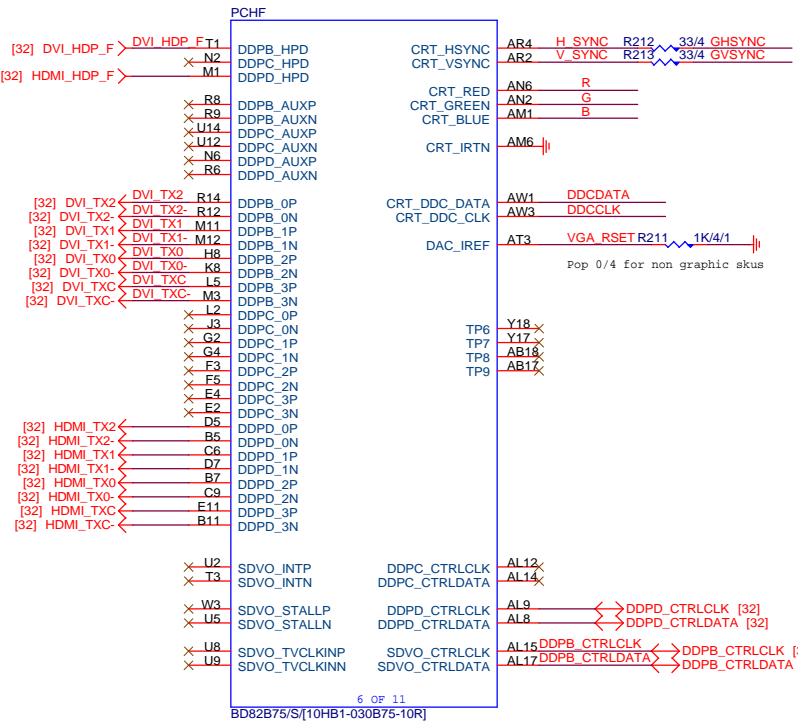 PCHF
[32] DVI_HDP_F DVI_HDP_F T1 DDPB_HPD CRT_HSYNC AR4 H_SYNC R212 33/4 GHSYNC
N2 DDPC_HPD CRT_VSYNC AR2 V_SYNC R213 33/4 GVSYNC
[32] HDMI_HDP_F M1 DDPD_HPD
CRT_RED AN6 R
R8 DDPB_AUXP CRT_GREEN AN2 G
R9 DDPB_AUXN CRT_BLUE AM1 B
U14 DDPC_AUXP
U12 DDPC_AUXN CRT_IRTN AM6
N6 DDPD_AUXP
R6 DDPD_AUXN
[32] DVI_TX2 DVI_TX2 R14 DDPB_0P CRT_DDC_DATA AW1 DDCDATA
[32] DVI_TX2- DVI_TX2- R12 DDPB_0N CRT_DDC_CLK AW3 DDCCLK
[32] DVI_TX1 DVI_TX1 M11 DDPB_1P
[32] DVI_TX1- DVI_TX1- M12 DDPB_1N DAC_IREF AT3 VGA_RSET R211 1K/4/1
[32] DVI_TX0 DVI_TX0 H8 DDPB_2P
Pop 0/4 for non graphic skus
[32] DVI_TX0- DVI_TX0- K8 DDPB_2N
[32] DVI_TXC DVI_TXC L5 DDPB_3P
[32] DVI_TXC- DVI_TXC- M3 DDPB_3N
L2 DDPC_0P
J3 DDPC_0N TP6 Y18
G2 DDPC_1P TP7 Y17
G4 DDPC_1N TP8 AB18
F3 DDPC_2P TP9 AB17
F5 DDPC_2N
E4 DDPC_3P
E2 DDPC_3N
[32] HDMI_TX2 D5 DDPD_0P
[32] HDMI_TX2- B5 DDPD_0N
[32] HDMI_TX1 C6 DDPD_1P
[32] HDMI_TX1- D7 DDPD_1N
[32] HDMI_TX0 B7 DDPD_2P
[32] HDMI_TX0- C9 DDPD_2N
[32] HDMI_TXC E11 DDPD_3P
[32] HDMI_TXC- B11 DDPD_3N
U2 SDVO_INTP DDPC_CTRLCLK AL12
T3 SDVO_INTN DDPC_CTRLDATA AL14
W3 SDVO_STALLP DDPD_CTRLCLK AL9 DDPD_CTRLCLK [32]
U5 SDVO_STALLN DDPD_CTRLDATA AL8 DDPD_CTRLDATA [32]
U8 SDVO_TVCLKINP SDVO_CTRLCLK AL15 DDPB_CTRLCLK DDPB_CTRLCLK
U9 SDVO_TVCLKINN SDVO_CTRLDATA AL17 DDPB_CTRLDATA DDPB_CTRLDATA
6 OF 11
BD82B75/S/[10HB1-030B75-10R]